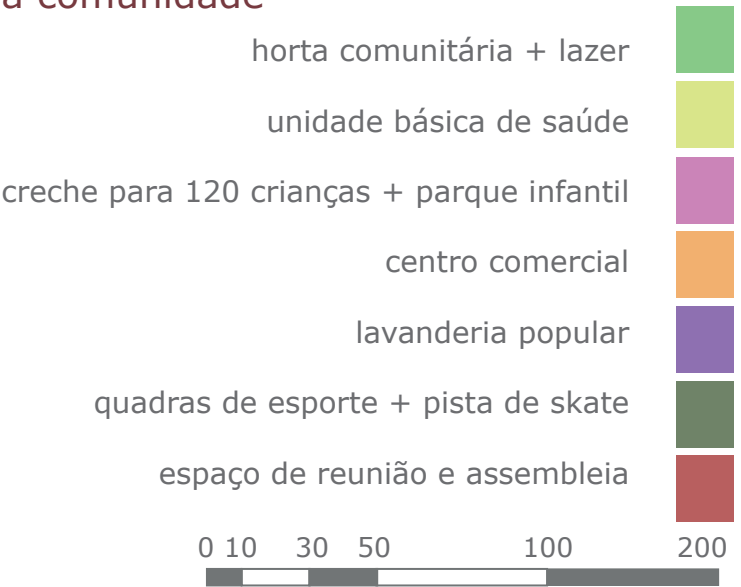 a comunidade
horta comunitária + lazer
unidade básica de saúde
creche para 120 crianças + parque infantil
centro comercial
lavanderia popular
quadras de esporte + pista de skate
espaço de reunião e assembleia
0 10 30 50 100 200